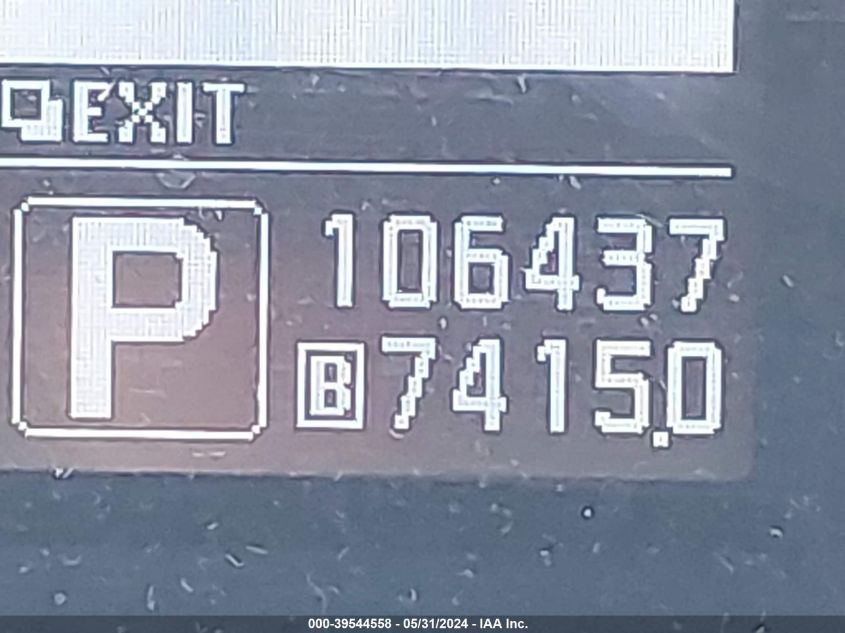 EXIT
P
106437
B 7415.0
000-39544558 - 05/31/2024 - IAA Inc.